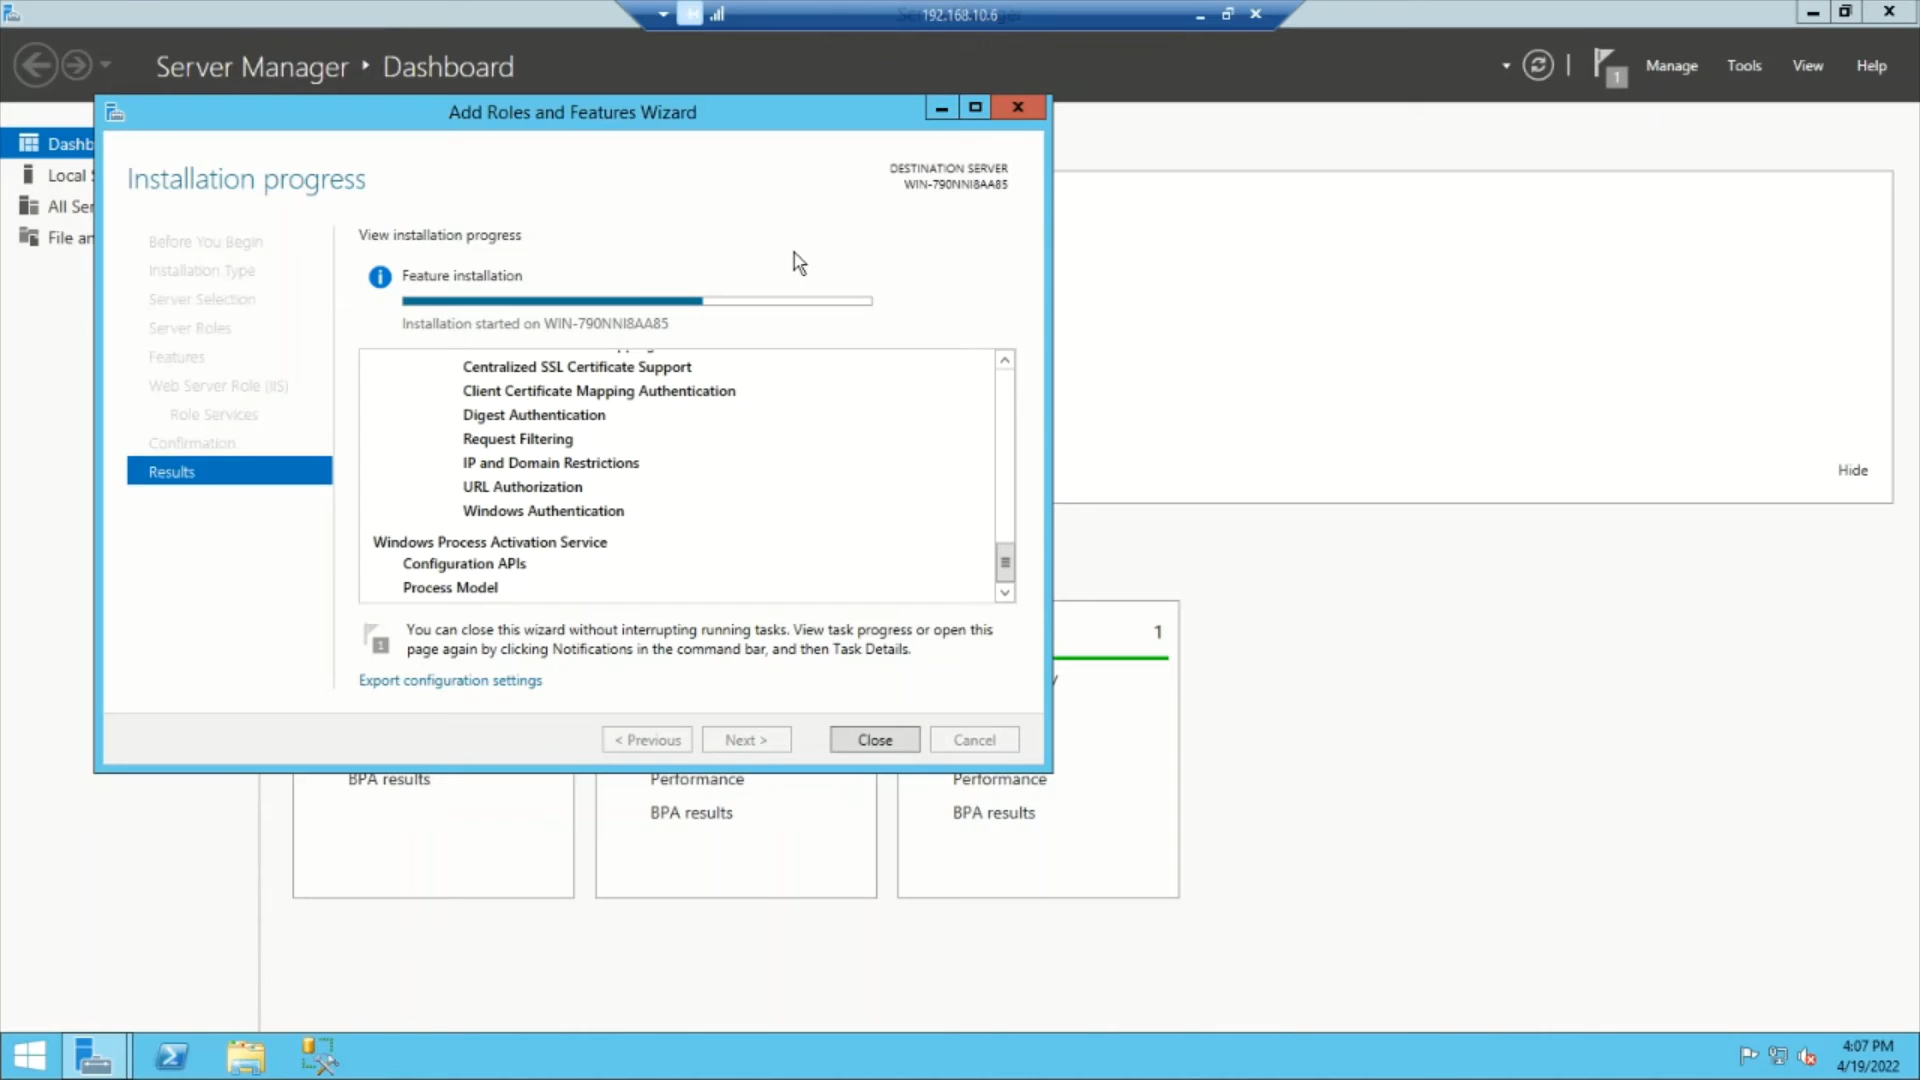 192.168.10.6
Server Manager ‣ Dashboard
1
Manage
Tools
View
Help
Add Roles and Features Wizard
Dashb
Local
All Ser
File an
Installation progress
DESTINATION SERVER
WIN-790NNI8AA85
Before You Begin
Installation Type
Server Selection
Server Roles
Features
Web Server Role (IIS)
Role Services
Confirmation
Results
View installation progress
Feature installation
Installation started on WIN-790NNI8AA85
Centralized SSL Certificate Support
Client Certificate Mapping Authentication
Digest Authentication
Request Filtering
IP and Domain Restrictions
URL Authorization
Windows Authentication
Windows Process Activation Service
Configuration APIs
Process Model
1
You can close this wizard without interrupting running tasks. View task progress or open this
page again by clicking Notifications in the command bar, and then Task Details.
Export configuration settings
< Previous
Next >
Close
Cancel
Hide
1
BPA results
Performance
BPA results
Performance
BPA results
4:07 PM
4/19/2022